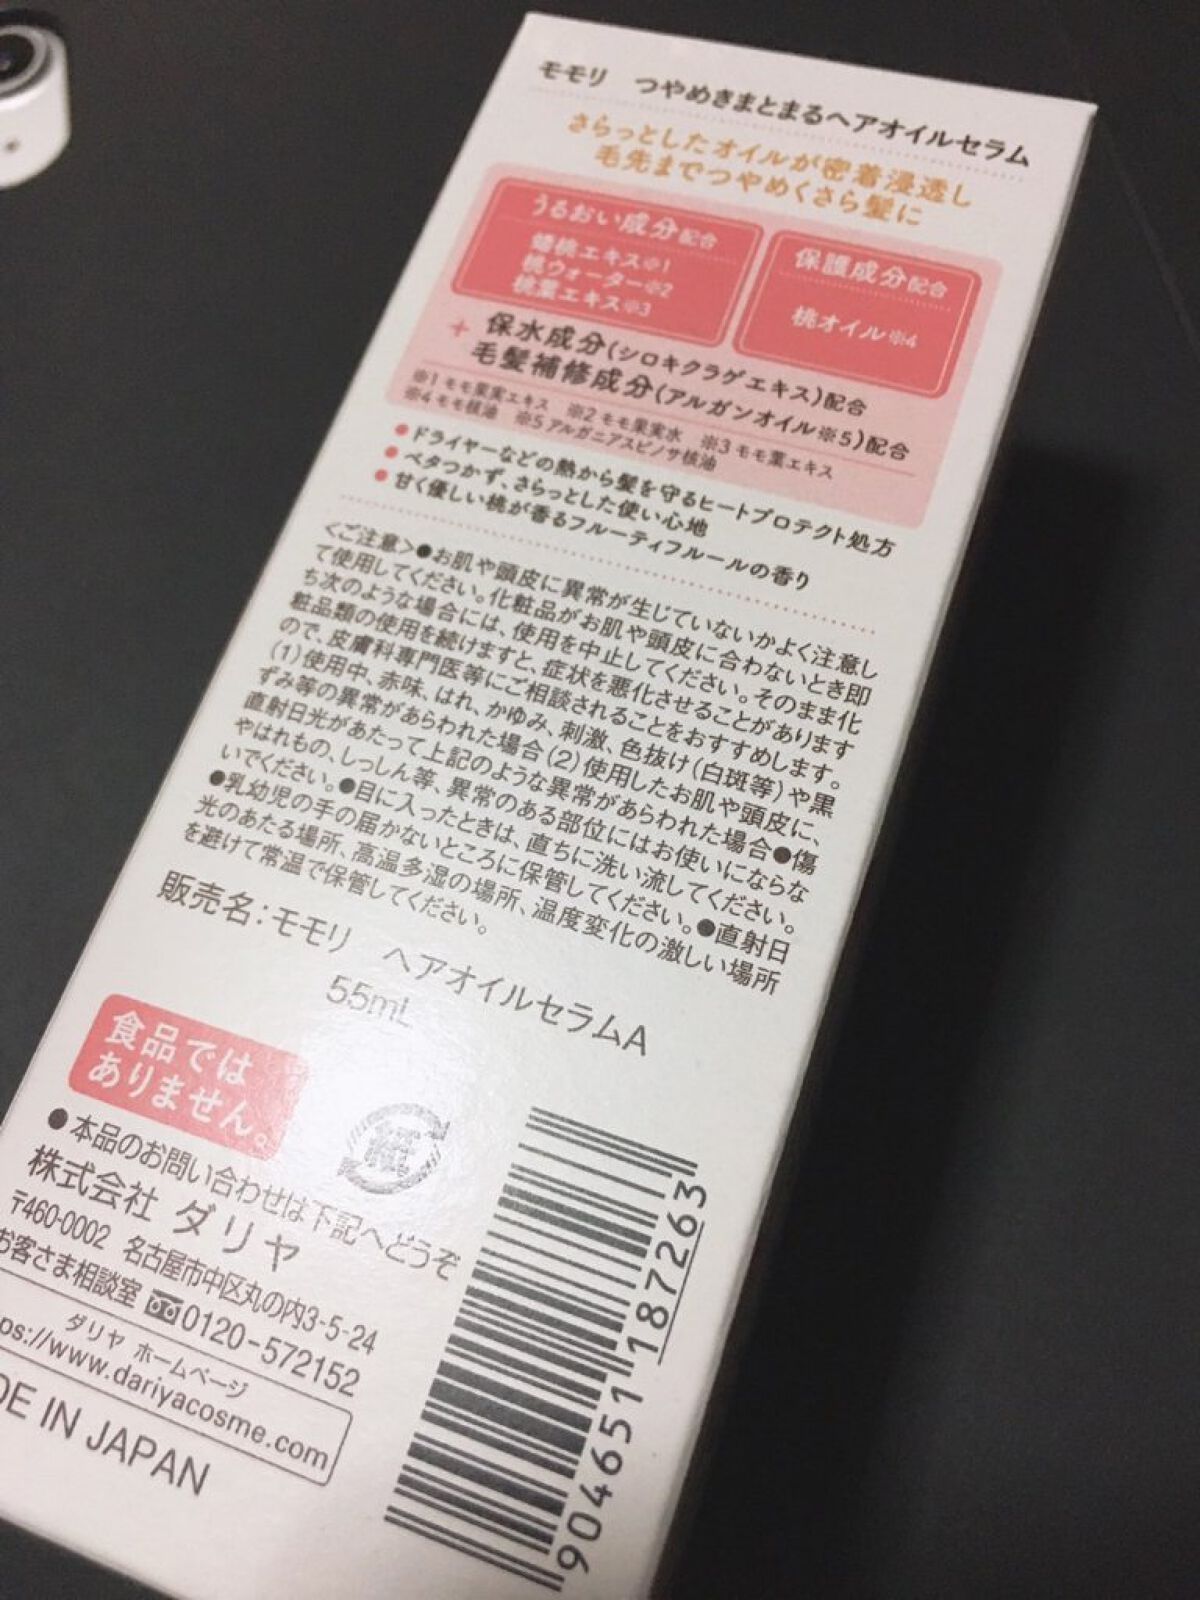 モモリ つやめきまとまるヘアオイルセラム
さらっとしたオイルが密着浸透し
毛先までつやめくさら髪に
うるおい成分配合
蟠桃エキス※1
桃ウォーター※2
桃葉エキス※3
保護成分配合
桃オイル※4
+ 保水成分(シロキクラゲエキス)配合
毛髪補修成分(アルガンオイル※5)配合
※1 モモ果実エキス ※2 モモ果実水 ※3 モモ葉エキス
※4 モモ核油 ※5 アルガニアスピノサ核油
●ドライヤーなどの熱から髪を守るヒートプロテクト処方
●ベタつかず、さらっとした使い心地
●甘く優しい桃が香るフルーティフルールの香り
<ご注意>●お肌や頭皮に異常が生じていないかよく注意し
て使用してください。化粧品がお肌や頭皮に合わないとき即
ち次のような場合には、使用を中止してください。そのまま化
粧品類の使用を続けますと、症状を悪化させることがあります
ので、皮膚科専門医等にご相談されることをおすすめします。
(1)使用中、赤味、はれ、かゆみ、刺激、色抜け(白斑等)や黒
ずみ等の異常があらわれた場合(2)使用したお肌や頭皮に、
直射日光があたって上記のような異常があらわれた場合●傷
やはれもの、しっしん等、異常のある部位にはお使いにならな
いでください。●目に入ったときは、直ちに洗い流してください。
●乳幼児の手の届かないところに保管してください。●直射日
光のあたる場所、高温多湿の場所、温度変化の激しい場所
を避けて常温で保管してください。
販売名:モモリ ヘアオイルセラムA
55mL
食品では
ありません。
紙
●本品のお問い合わせは下記へどうぞ
株式会社 ダリヤ
〒460-0002 名古屋市中区丸の内3-5-24
お客さま相談室 0120-572152
ダリヤ ホームページ
ps://www.dariyacosme.com
DE IN JAPAN
904651 187263